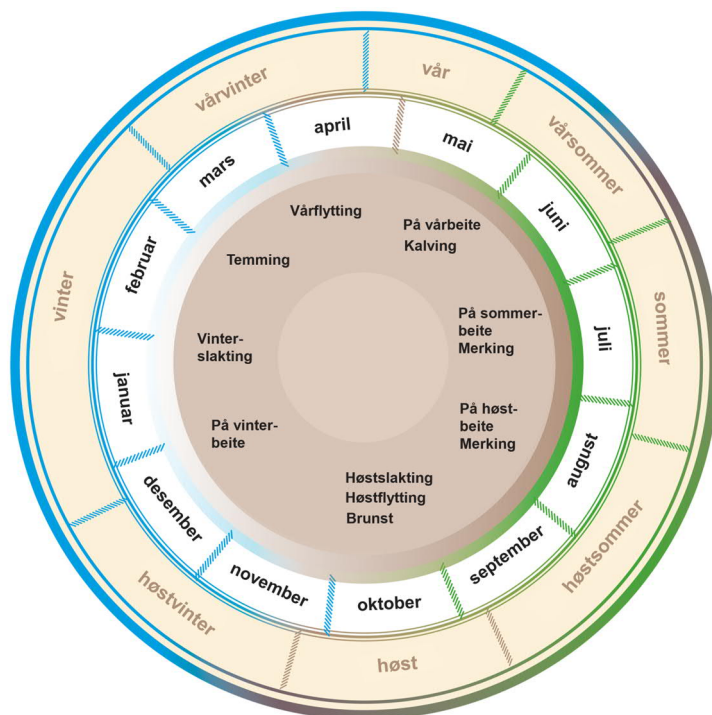 vinter
vårvinter
vår
vårsommer
sommer
høstsommer
høst
høstvinter
januar
februar
mars
april
mai
juni
juli
august
september
oktober
november
desember
Vårflytting
På vårbeite
Kalving
På sommer-
beite
Merking
På høst-
beite
Merking
Høstslakting
Høstflytting
Brunst
På vinter-
beite
Vinter-
slakting
Temming